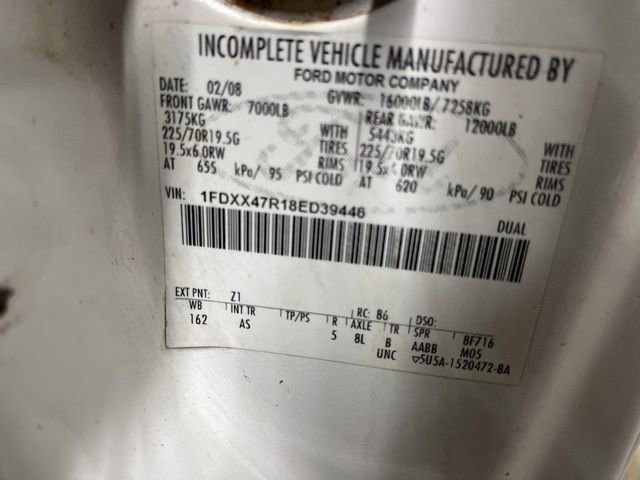 INCOMPLETE VEHICLE MANUFACTURED BY
FORD MOTOR COMPANY
DATE: 02/08 GVWR: 16000LB/ 7258KG
FRONT GAWR: 7000LB REAR GAWR: 12000LB
3175KG WITH 5443KG WITH
225/70R19.5G TIRES 225/70R19.5G TIRES
19.5x6.0RW RIMS 19.5x6.0RW RIMS
AT 655 kPa/ 95 PSI COLD AT 620 kPa/ 90 PSI COLD
VIN: 1FDXX47R18ED39446
DUAL
EXT PNT: Z1 RC: 86 DSO:
WB INT TR TP/PS R AXLE TR SPR 8F716
162 AS 5 8L B AABB M05
UNC ▽5U5A-1520472-BA